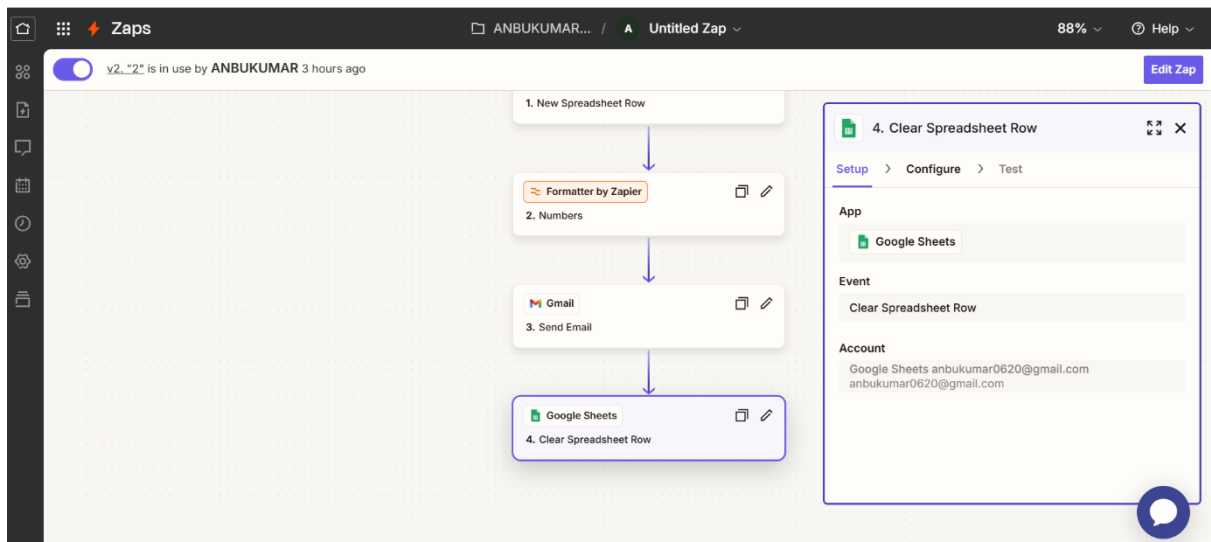 Zaps
ANBUKUMAR... / A Untitled Zap
88%
Help
v2. "2" is in use by ANBUKUMAR 3 hours ago
Edit Zap
1. New Spreadsheet Row
Formatter by Zapier
2. Numbers
Gmail
3. Send Email
Google Sheets
4. Clear Spreadsheet Row
4. Clear Spreadsheet Row
Setup > Configure > Test
App
Google Sheets
Event
Clear Spreadsheet Row
Account
Google Sheets anbukumar0620@gmail.com
anbukumar0620@gmail.com